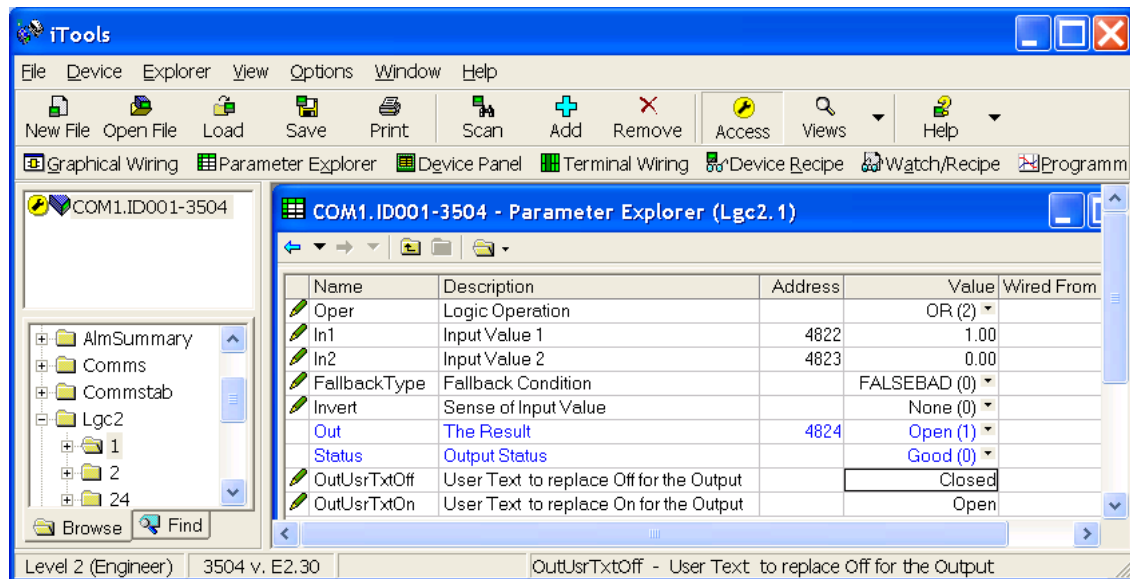 iTools
File Device Explorer View Options Window Help
New File Open File Load Save Print Scan Add Remove Access Views Help
Graphical Wiring Parameter Explorer Device Panel Terminal Wiring Device Recipe Watch/Recipe Programm
COM1.ID001-3504
COM1.ID001-3504 - Parameter Explorer (Lgc2.1)
Name Description Address Value Wired From
Oper Logic Operation OR (2)
In1 Input Value 1 4822 1.00
In2 Input Value 2 4823 0.00
FallbackType Fallback Condition FALSEBAD (0)
Invert Sense of Input Value None (0)
Out The Result 4824 Open (1)
Status Output Status Good (0)
OutUsrTxtOff User Text to replace Off for the Output Closed
OutUsrTxtOn User Text to replace On for the Output Open
AlmSummary
Comms
Commstab
Lgc2
1
2
24
Browse Find
Level 2 (Engineer) 3504 v. E2.30 OutUsrTxtOff - User Text to replace Off for the Output